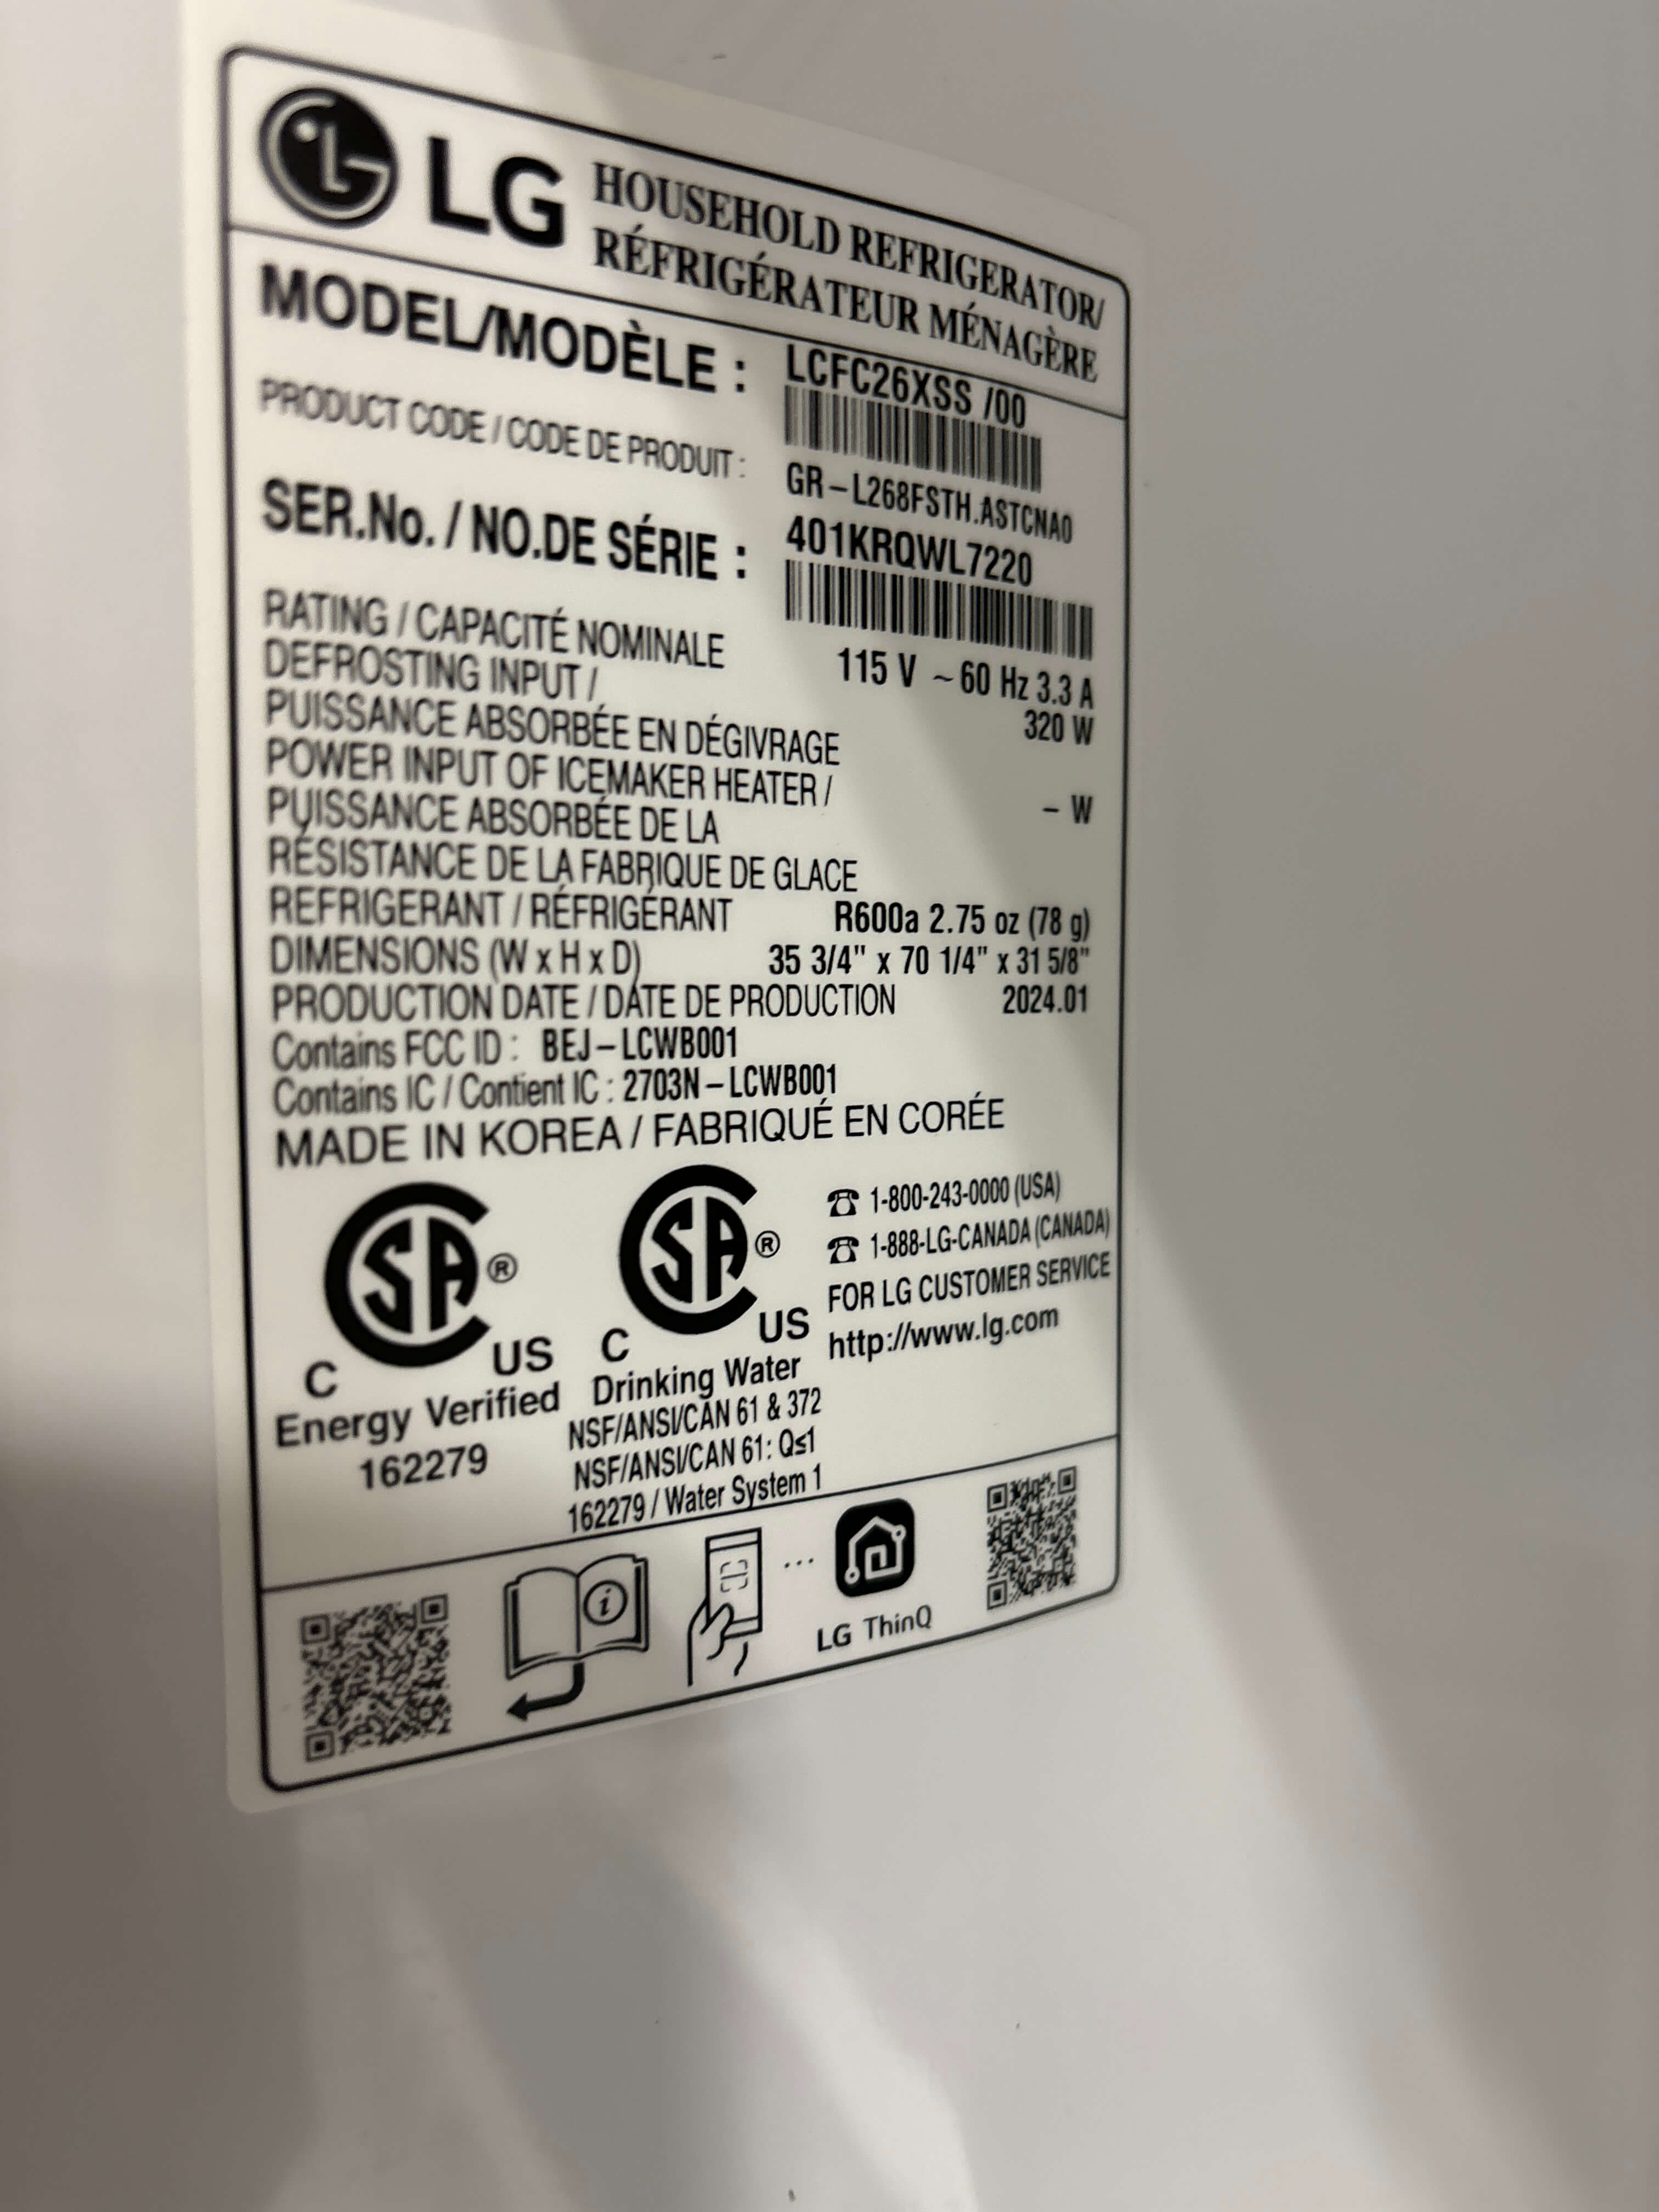 LG HOUSEHOLD REFRIGERATOR/
RÉFRIGÉRATEUR MÉNAGÈRE
MODEL/MODÈLE : LCFC26XSS /00
PRODUCT CODE / CODE DE PRODUIT : GR-L268FSTH.ASTCNA0
SER.No. / NO.DE SÉRIE : 401KRQWL7220
RATING / CAPACITÉ NOMINALE 115 V ~ 60 Hz 3.3 A
DEFROSTING INPUT / 320 W
PUISSANCE ABSORBÉE EN DÉGIVRAGE
POWER INPUT OF ICEMAKER HEATER / - W
PUISSANCE ABSORBÉE DE LA
RÉSISTANCE DE LA FABRIQUE DE GLACE
REFRIGERANT / RÉFRIGÉRANT R600a 2.75 oz (78 g)
DIMENSIONS (W x H x D) 35 3/4" x 70 1/4" x 31 5/8"
PRODUCTION DATE / DATE DE PRODUCTION 2024.01
Contains FCC ID : BEJ-LCWB001
Contains IC / Contient IC : 2703N-LCWB001
MADE IN KOREA / FABRIQUÉ EN CORÉE
C SA ® US
Energy Verified
162279
C SA ® US
Drinking Water
NSF/ANSI/CAN 61 & 372
NSF/ANSI/CAN 61: Q≤1
162279 / Water System 1
☎ 1-800-243-0000 (USA)
☎ 1-888-LG-CANADA (CANADA)
FOR LG CUSTOMER SERVICE
http://www.lg.com
i
...
LG ThinQ